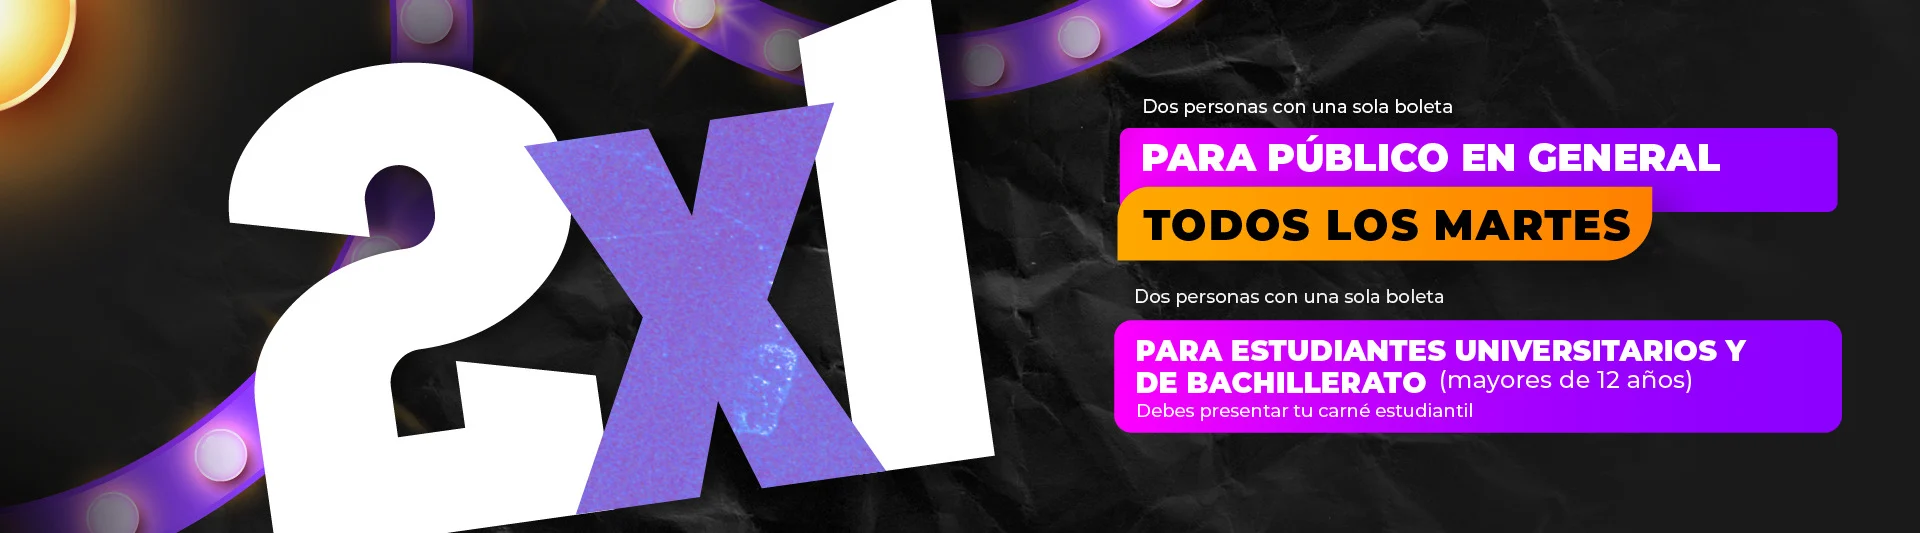 2x1
Dos personas con una sola boleta
PARA PÚBLICO EN GENERAL
TODOS LOS MARTES
Dos personas con una sola boleta
PARA ESTUDIANTES UNIVERSITARIOS Y
DE BACHILLERATO (mayores de 12 años)
Debes presentar tu carné estudiantil